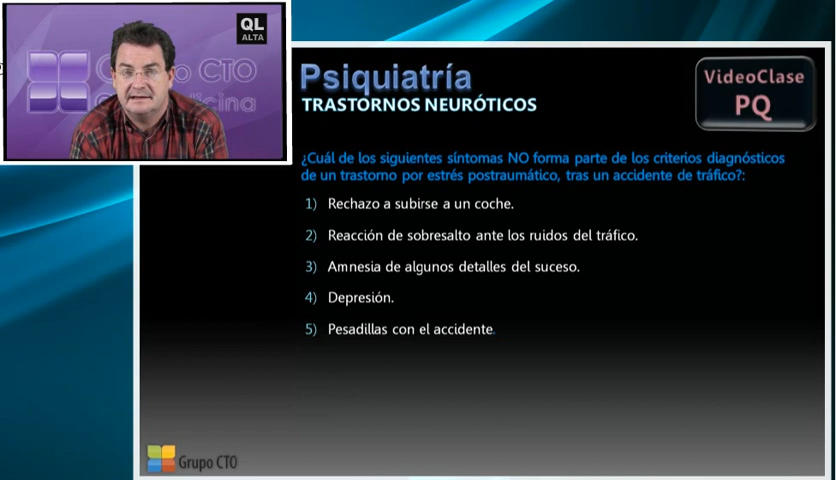 QL
ALTA
Grupo CTO
Medicina
Psiquiatría
TRASTORNOS NEURÓTICOS
VideoClase
PQ
¿Cuál de los siguientes síntomas NO forma parte de los criterios diagnósticos
de un trastorno por estrés postraumático, tras un accidente de tráfico?:
1) Rechazo a subirse a un coche.
2) Reacción de sobresalto ante los ruidos del tráfico.
3) Amnesia de algunos detalles del suceso.
4) Depresión.
5) Pesadillas con el accidente.
Grupo CTO